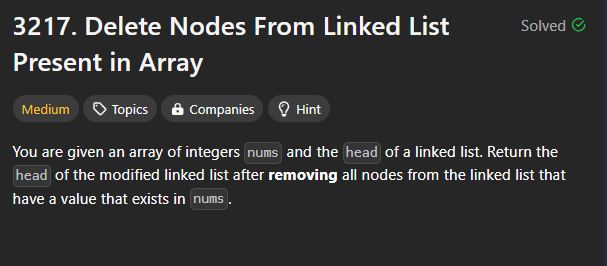 3217. Delete Nodes From Linked List Solved
Present in Array
Medium Topics Companies Hint
You are given an array of integers nums and the head of a linked list. Return the
head of the modified linked list after removing all nodes from the linked list that
have a value that exists in nums.